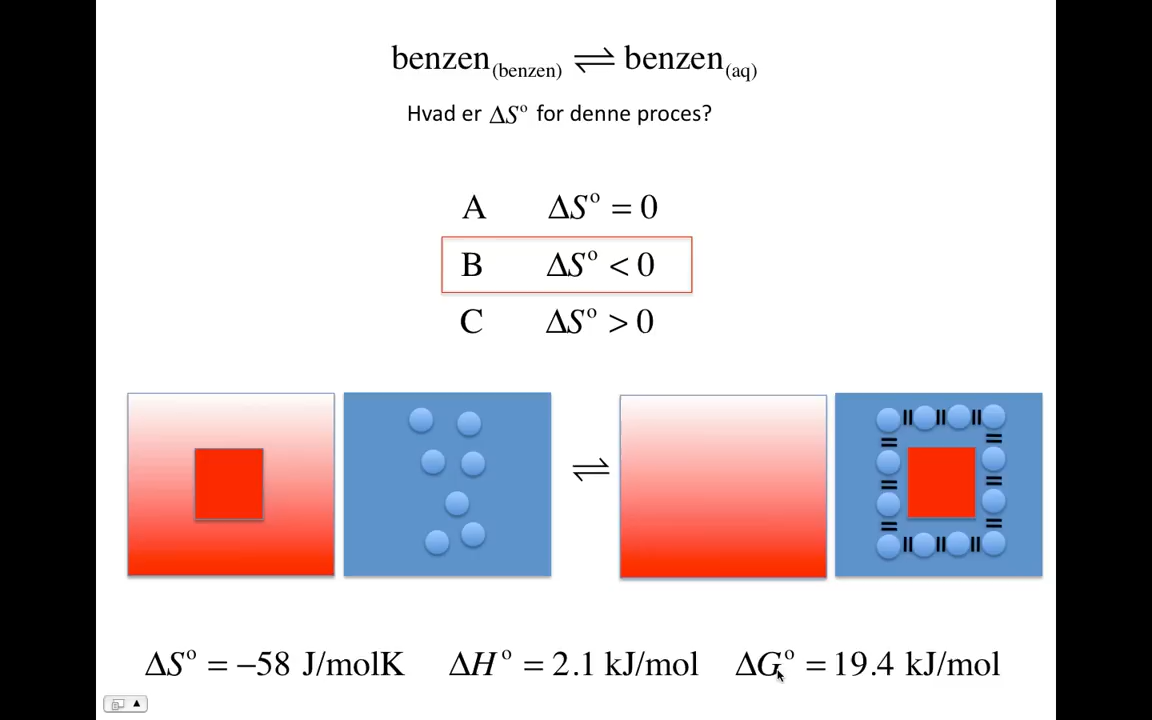 benzen(benzen) ⇌ benzen(aq)
Hvad er ΔS° for denne proces?
A ΔS° = 0
B ΔS° < 0
C ΔS° > 0
ΔS° = −58 J/molK ΔH° = 2.1 kJ/mol ΔG° = 19.4 kJ/mol